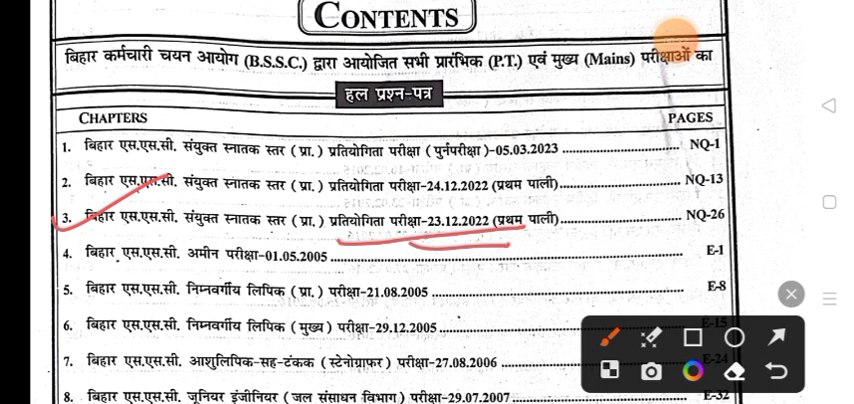 CONTENTS
बिहार कर्मचारी चयन आयोग (B.S.S.C.) द्वारा आयोजित सभी प्रारंभिक (P.T.) एवं मुख्य (Mains) परीक्षाओं का
हल प्रश्न-पत्र
CHAPTERS PAGES
1. बिहार एस.एस.सी. संयुक्त स्नातक स्तर (प्रा.) प्रतियोगिता परीक्षा (पुर्नपरीक्षा)-05.03.2023 NQ-1
2. बिहार एस.एस.सी. संयुक्त स्नातक स्तर (प्रा.) प्रतियोगिता परीक्षा-24.12.2022 (प्रथम पाली) NQ-13
3. बिहार एस.एस.सी. संयुक्त स्नातक स्तर (प्रा.) प्रतियोगिता परीक्षा-23.12.2022 (प्रथम पाली) NQ-26
4. बिहार एस.एस.सी. अमीन परीक्षा-01.05.2005 E-1
5. बिहार एस.एस.सी. निम्नवर्गीय लिपिक (प्रा.) परीक्षा-21.08.2005 E-8
6. बिहार एस.एस.सी. निम्नवर्गीय लिपिक (मुख्य) परीक्षा-29.12.2005 E-15
7. बिहार एस.एस.सी. आशुलिपिक-सह-टंकक (स्टेनोग्राफर) परीक्षा-27.08.2006 E-24
8. बिहार एस.एस.सी. जूनियर इंजीनियर (जल संसाधन विभाग) परीक्षा-29.07.2007 E-32